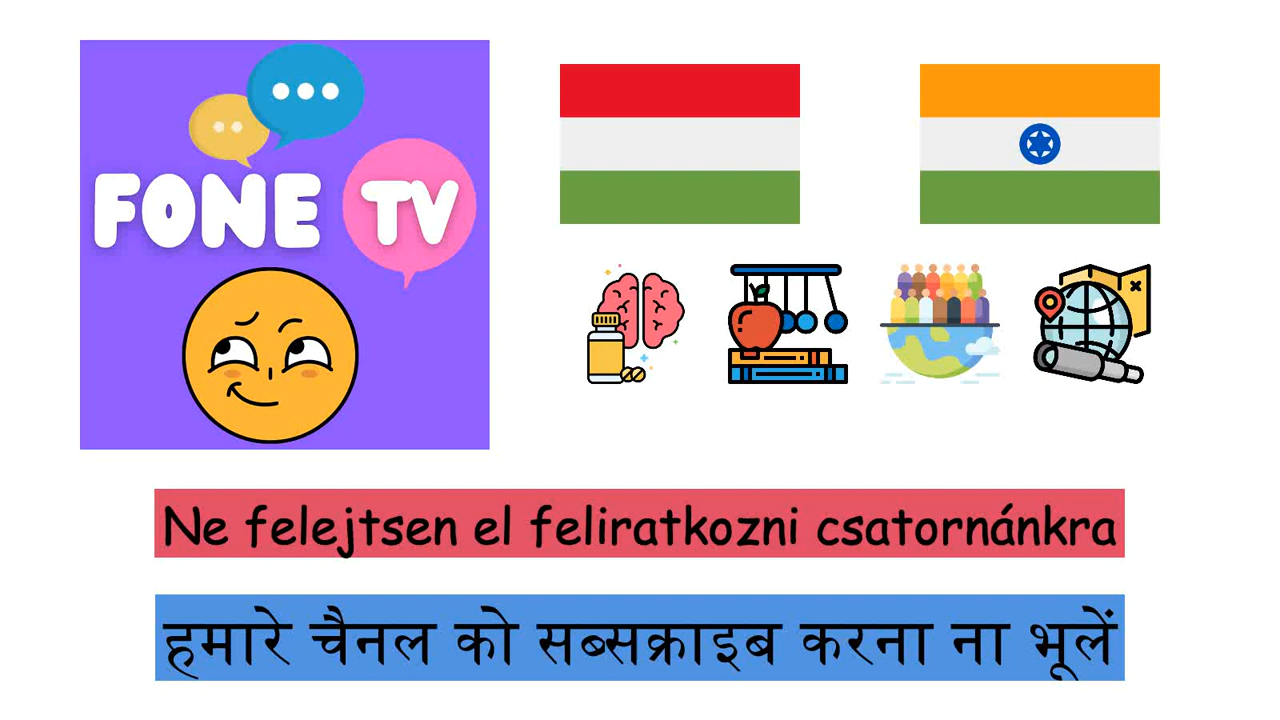 FONE TV
Ne felejtsen el feliratkozni csatornánkra
हमारे चैनल को सब्सक्राइब करना ना भूलें